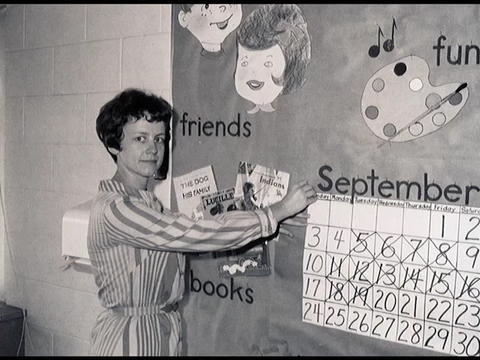 fun
friends
THE DOG
HIS FAMILY
LUCILLE
Indians
September
Monday Tuesday Wednesday Thursday Friday Satur
1 2
3 4 5 6 7 8 9
10 11 12 13 14 15 16
17 18 19 20 21 22 23
24 25 26 27 28 29 30
books